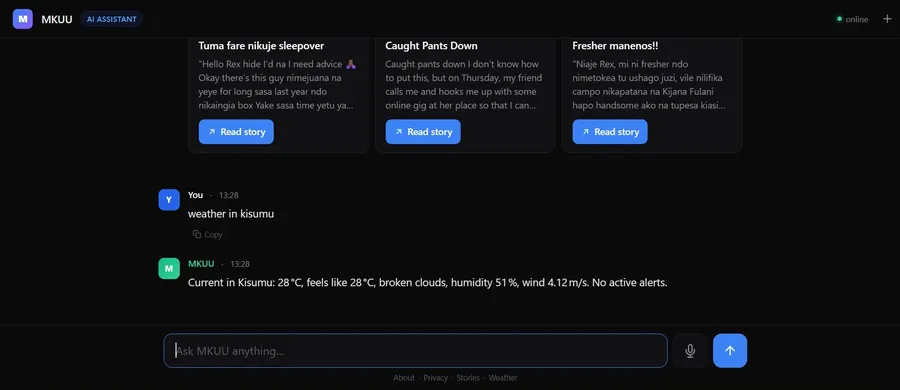 M MKUU AI ASSISTANT online
Tuma fare nikuje sleepover
"Hello Rex hide I'd na I need advice 🙏🏾
Okay there's this guy nimejuana na
yeye for long sasa last year ndo
nikaingia box Yake sasa time yetu ya...
Read story
Caught Pants Down
Caught pants down I don't know how
to put this, but on Thursday, my friend
calls me and hooks me up with some
online gig at her place so that I can...
Read story
Fresher manenos!!
"Niaje Rex, mi ni fresher ndo
nimetokea tu ushago juzi, vile nilifika
campo nikapatana na Kijana Fulani
hapo handsome ako na tupesa kiasi...
Read story
Y You · 13:28
weather in kisumu
Copy
M MKUU · 13:28
Current in Kisumu: 28 °C, feels like 28 °C, broken clouds, humidity 51 %, wind 4.12 m/s. No active alerts.
Ask MKUU anything...
About · Privacy · Stories · Weather